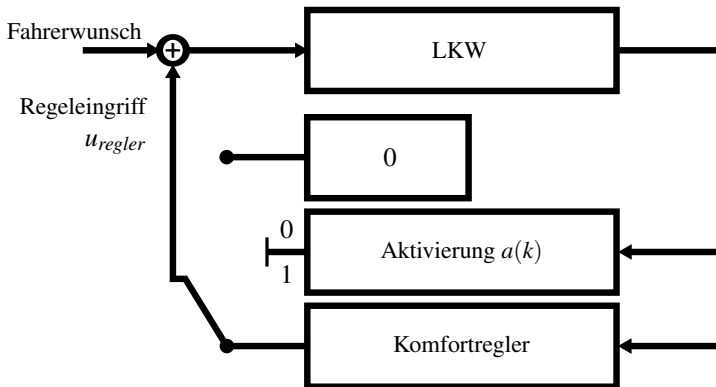 Fahrerwunsch
+
LKW
Regeleingriff
u_regler
0
0
Aktivierung a(k)
1
Komfortregler